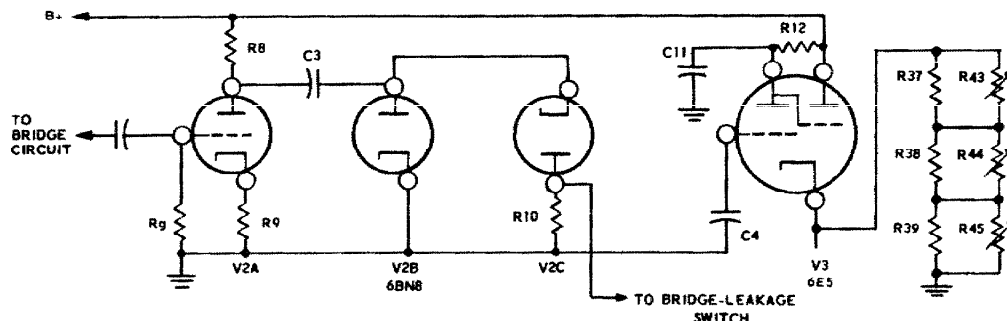 B+
R8
C3
R12
C11
R37
R43
TO
BRIDGE
CIRCUIT
R38
R44
Rg
R9
R10
C4
R39
R45
V2A
V2B
6BN8
V2C
V3
6E5
TO BRIDGE-LEAKAGE
SWITCH